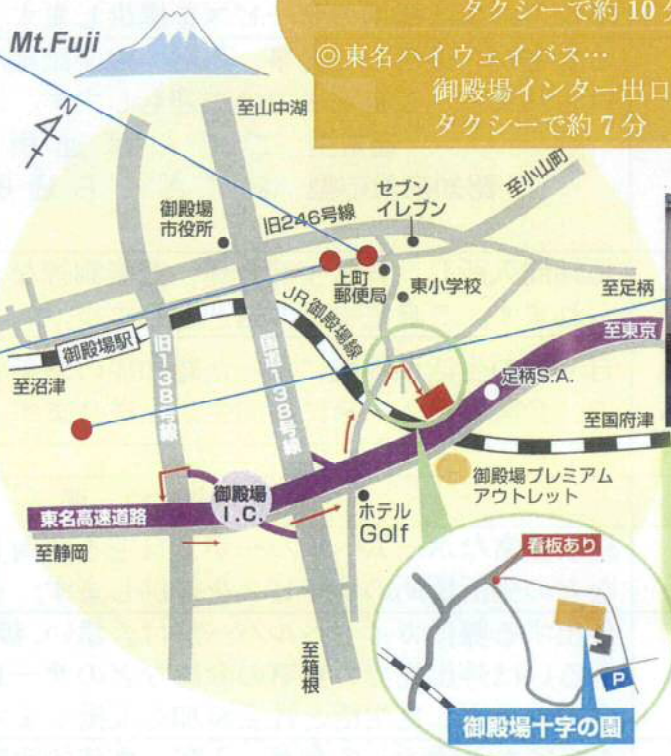 タクシーで約 10 分
◎東名ハイウェイバス…
御殿場インター出口
タクシーで約 7 分
Mt.Fuji
N
至山中湖
至小山町
セブン
イレブン
御殿場
市役所
旧246号線
上町
郵便局
東小学校
至足柄
JR御殿場線
至東京
御殿場駅
旧138号線
国道138号線
足柄S.A.
至沼津
至国府津
御殿場
I.C.
御殿場プレミアム
アウトレット
東名高速道路
ホテル
Golf
至静岡
至箱根
看板あり
P
御殿場十字の園